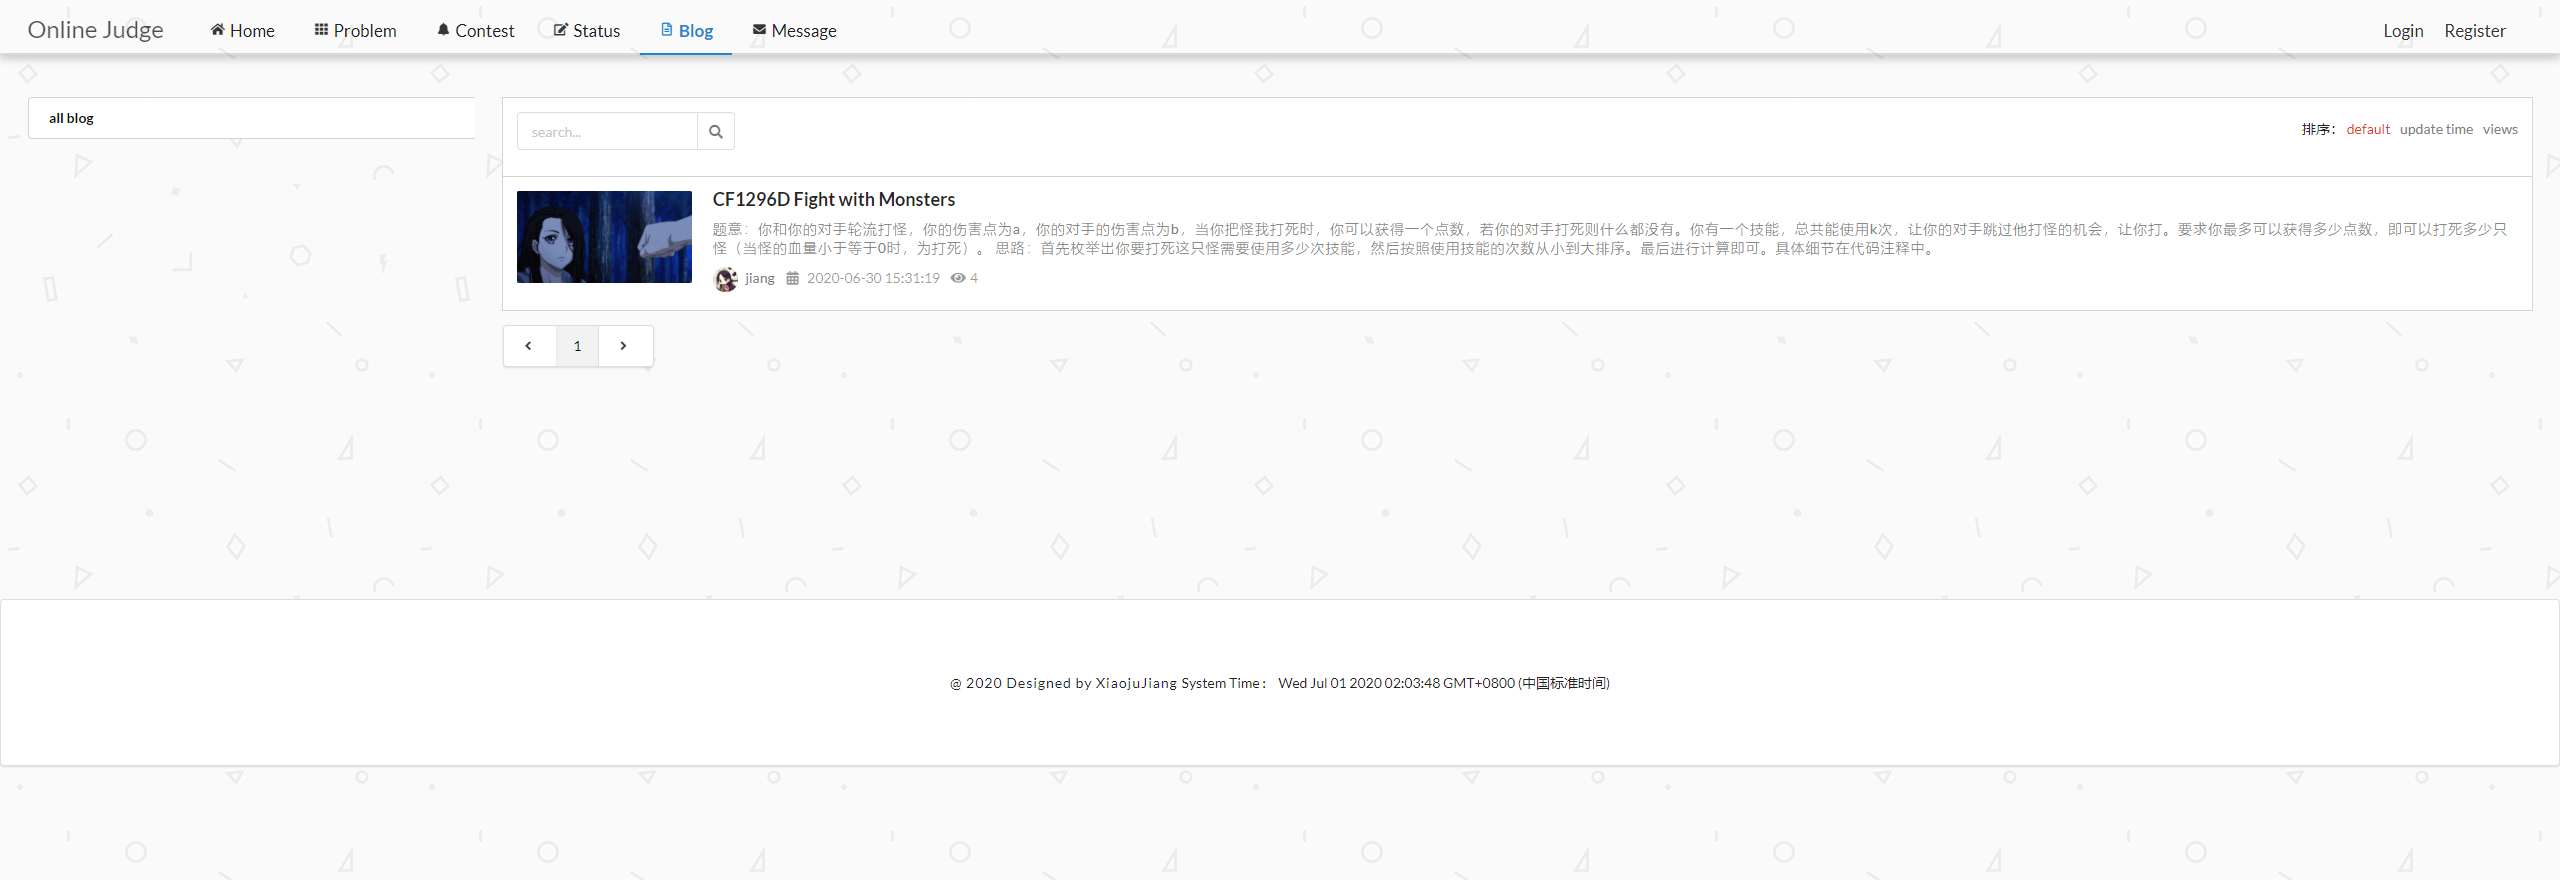 Online Judge Home Problem Contest Status Blog Message Login Register
all blog
search...
排序： default update time views
CF1296D Fight with Monsters
题意：你和你的对手轮流打怪，你的伤害点为a，你的对手的伤害点为b，当你把怪我打死时，你可以获得一个点数，若你的对手打死则什么都没有。你有一个技能，总共能使用k次，让你的对手跳过他打怪的机会，让你打。要求你最多可以获得多少点数，即可以打死多少只
怪（当怪的血量小于等于0时，为打死）。 思路：首先枚举出你要打死这只怪需要使用多少次技能，然后按照使用技能的次数从小到大排序。最后进行计算即可。具体细节在代码注释中。
jiang 2020-06-30 15:31:19 4
1
@ 2020 Designed by XiaojuJiang System Time： Wed Jul 01 2020 02:03:48 GMT+0800 (中国标准时间)